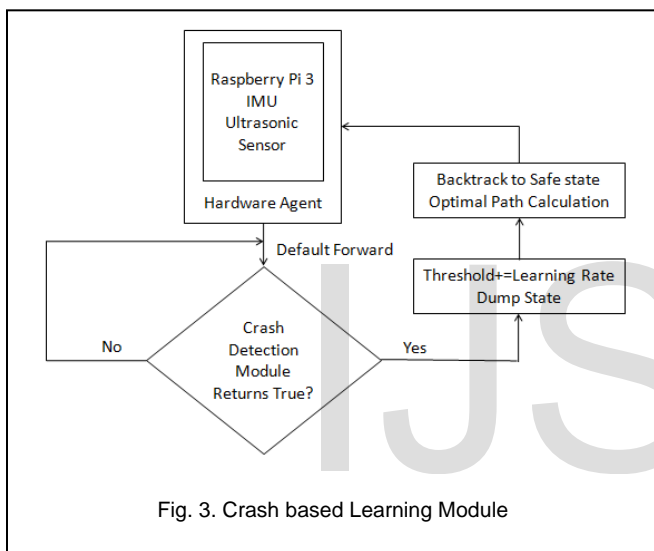 Raspberry Pi 3
IMU
Ultrasonic
Sensor
Hardware Agent
Default Forward
Crash
Detection
Module
Returns True?
No
Yes
Threshold+=Learning Rate
Dump State
Backtrack to Safe state
Optimal Path Calculation
IJS
Fig. 3. Crash based Learning Module